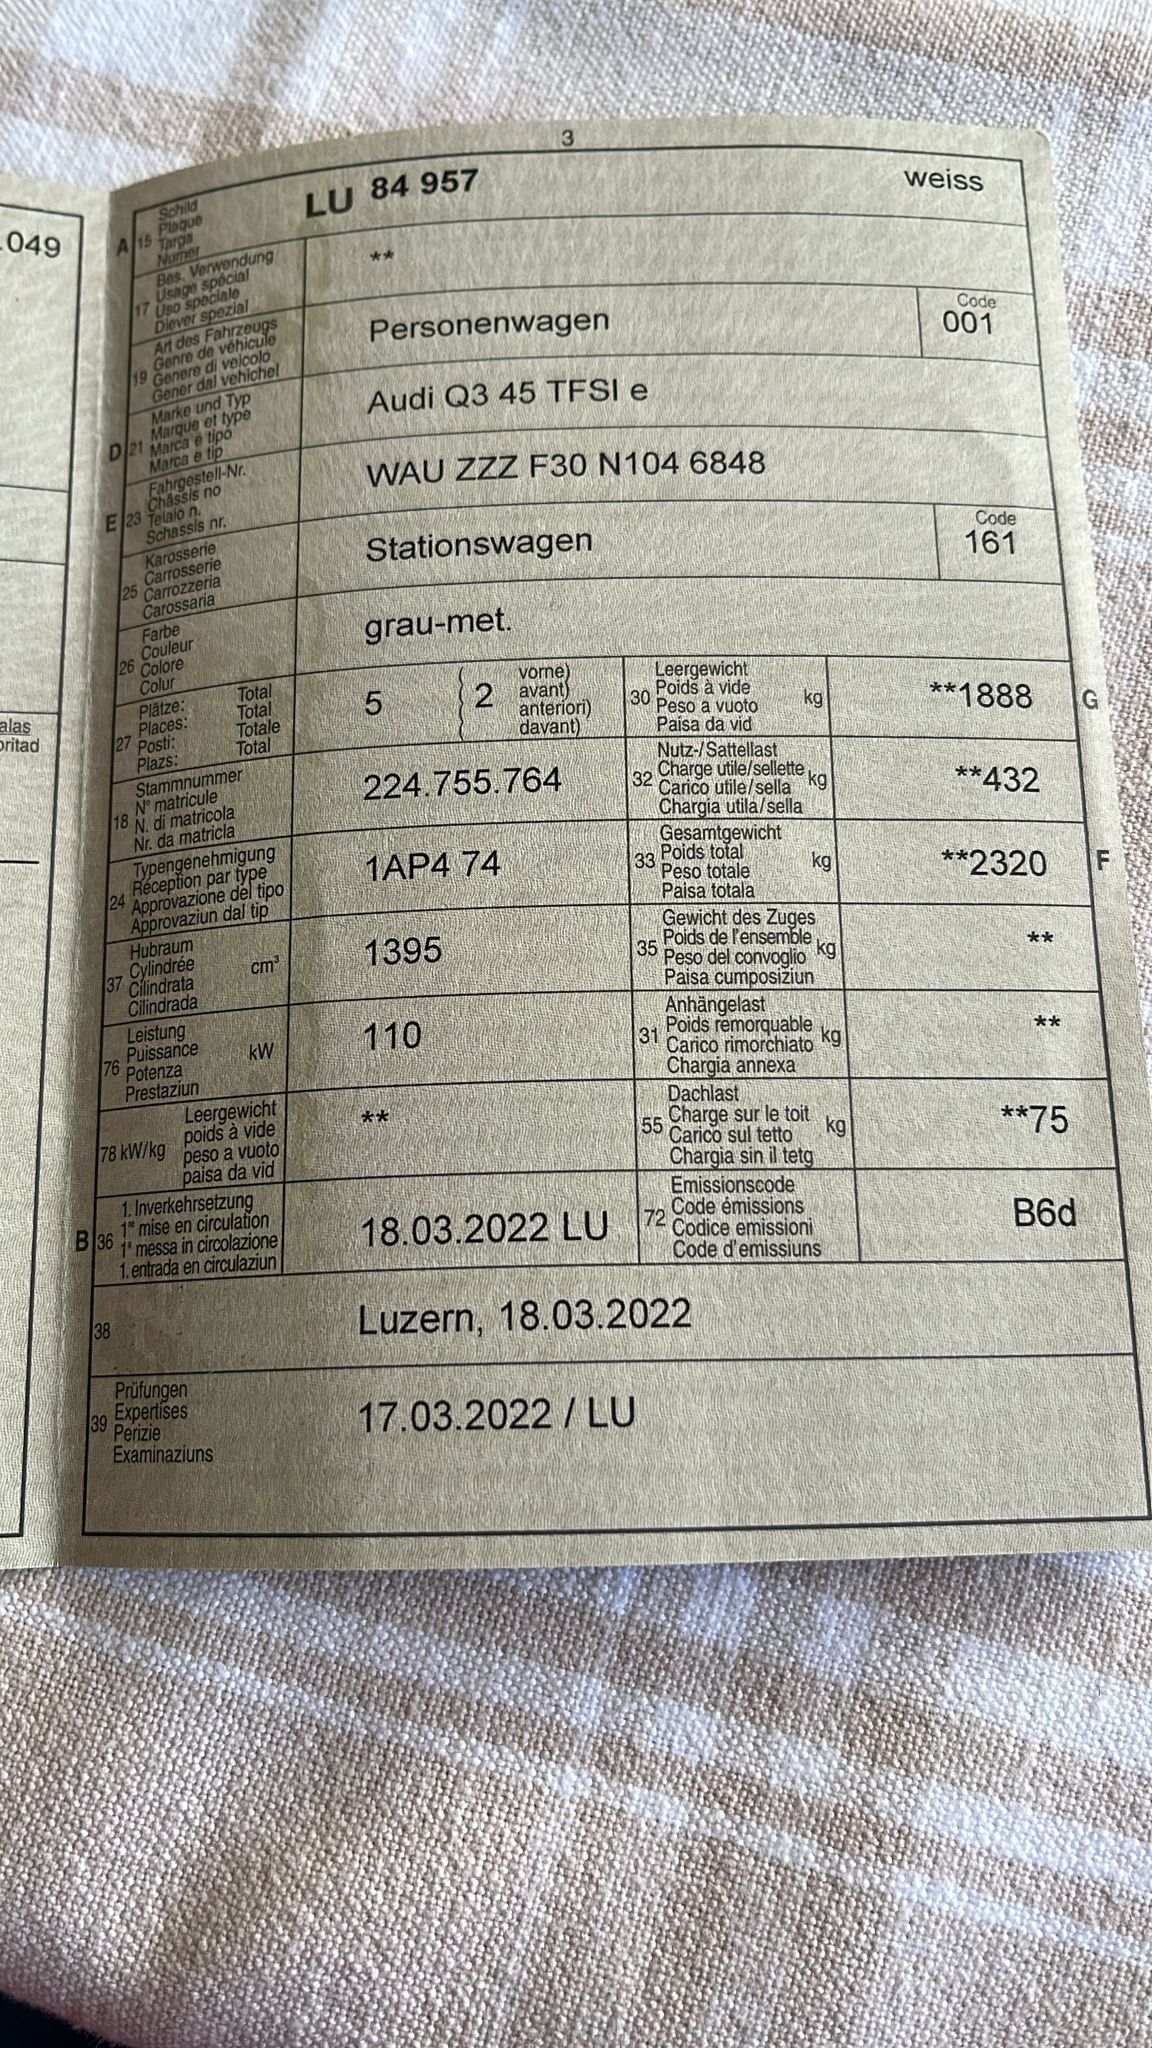 3
.049
A 15 Schild
Plaque
Targa
Numer
LU 84 957 weiss
17 Bes. Verwendung
Usage spécial
Uso speciale
Diever spezial
**
19 Art des Fahrzeugs
Genre de véhicule
Genere di veicolo
Gener dal vehichel
Personenwagen
Code
001
D 21 Marke und Typ
Marque et type
Marca e tipo
Marca e tip
Audi Q3 45 TFSI e
E 23 Fahrgestell-Nr.
Châssis no
Telaio n.
Schassis nr.
WAU ZZZ F30 N104 6848
25 Karosserie
Carrosserie
Carrozzeria
Carossaria
Stationswagen
Code
161
26 Farbe
Couleur
Colore
Colur
grau-met.
27 Plätze: Total
Places: Total
Posti: Totale
Plazs: Total
5 ( 2 vorne)
avant)
anteriori)
davant)
30 Leergewicht
Poids à vide
Peso a vuoto
Paisa da vid
kg
**1888 G
18 Stammnummer
N° matricule
N. di matricola
Nr. da matricla
224.755.764
32 Nutz-/Sattellast
Charge utile/sellette
Carico utile/sella
Chargia utila/sella
kg
**432
24 Typengenehmigung
Réception par type
Approvazione del tipo
Approvaziun dal tip
1AP4 74
33 Gesamtgewicht
Poids total
Peso totale
Paisa totala
kg
**2320 F
37 Hubraum
Cylindrée
Cilindrata
Cilindrada
cm³
1395
35 Gewicht des Zuges
Poids de l'ensemble
Peso del convoglio
Paisa cumposiziun
kg
**
76 Leistung
Puissance
Potenza
Prestaziun
kW
110
31 Anhängelast
Poids remorquable
Carico rimorchiato
Chargia annexa
kg
**
78 kW/kg Leergewicht
poids à vide
peso a vuoto
paisa da vid
**
55 Dachlast
Charge sur le toit
Carico sul tetto
Chargia sin il tetg
kg
**75
B 36 1. Inverkehrsetzung
1re mise en circulation
1a messa in circolazione
1. entrada en circulaziun
18.03.2022 LU
72 Emissionscode
Code émissions
Codice emissioni
Code d'emissiuns
B6d
38 Luzern, 18.03.2022
39 Prüfungen
Expertises
Perizie
Examinaziuns
17.03.2022 / LU